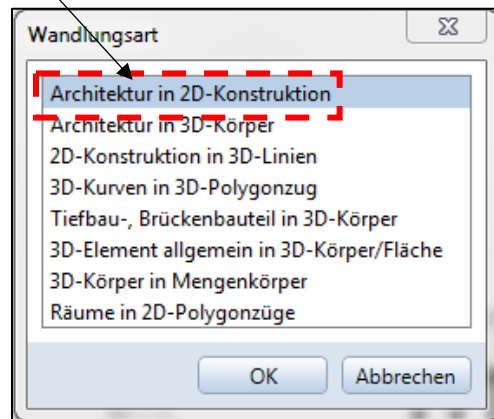 Wandlungsart
Architektur in 2D-Konstruktion
Architektur in 3D-Körper
2D-Konstruktion in 3D-Linien
3D-Kurven in 3D-Polygonzug
Tiefbau-, Brückenbauteil in 3D-Körper
3D-Element allgemein in 3D-Körper/Fläche
3D-Körper in Mengenkörper
Räume in 2D-Polygonzüge
OK Abbrechen